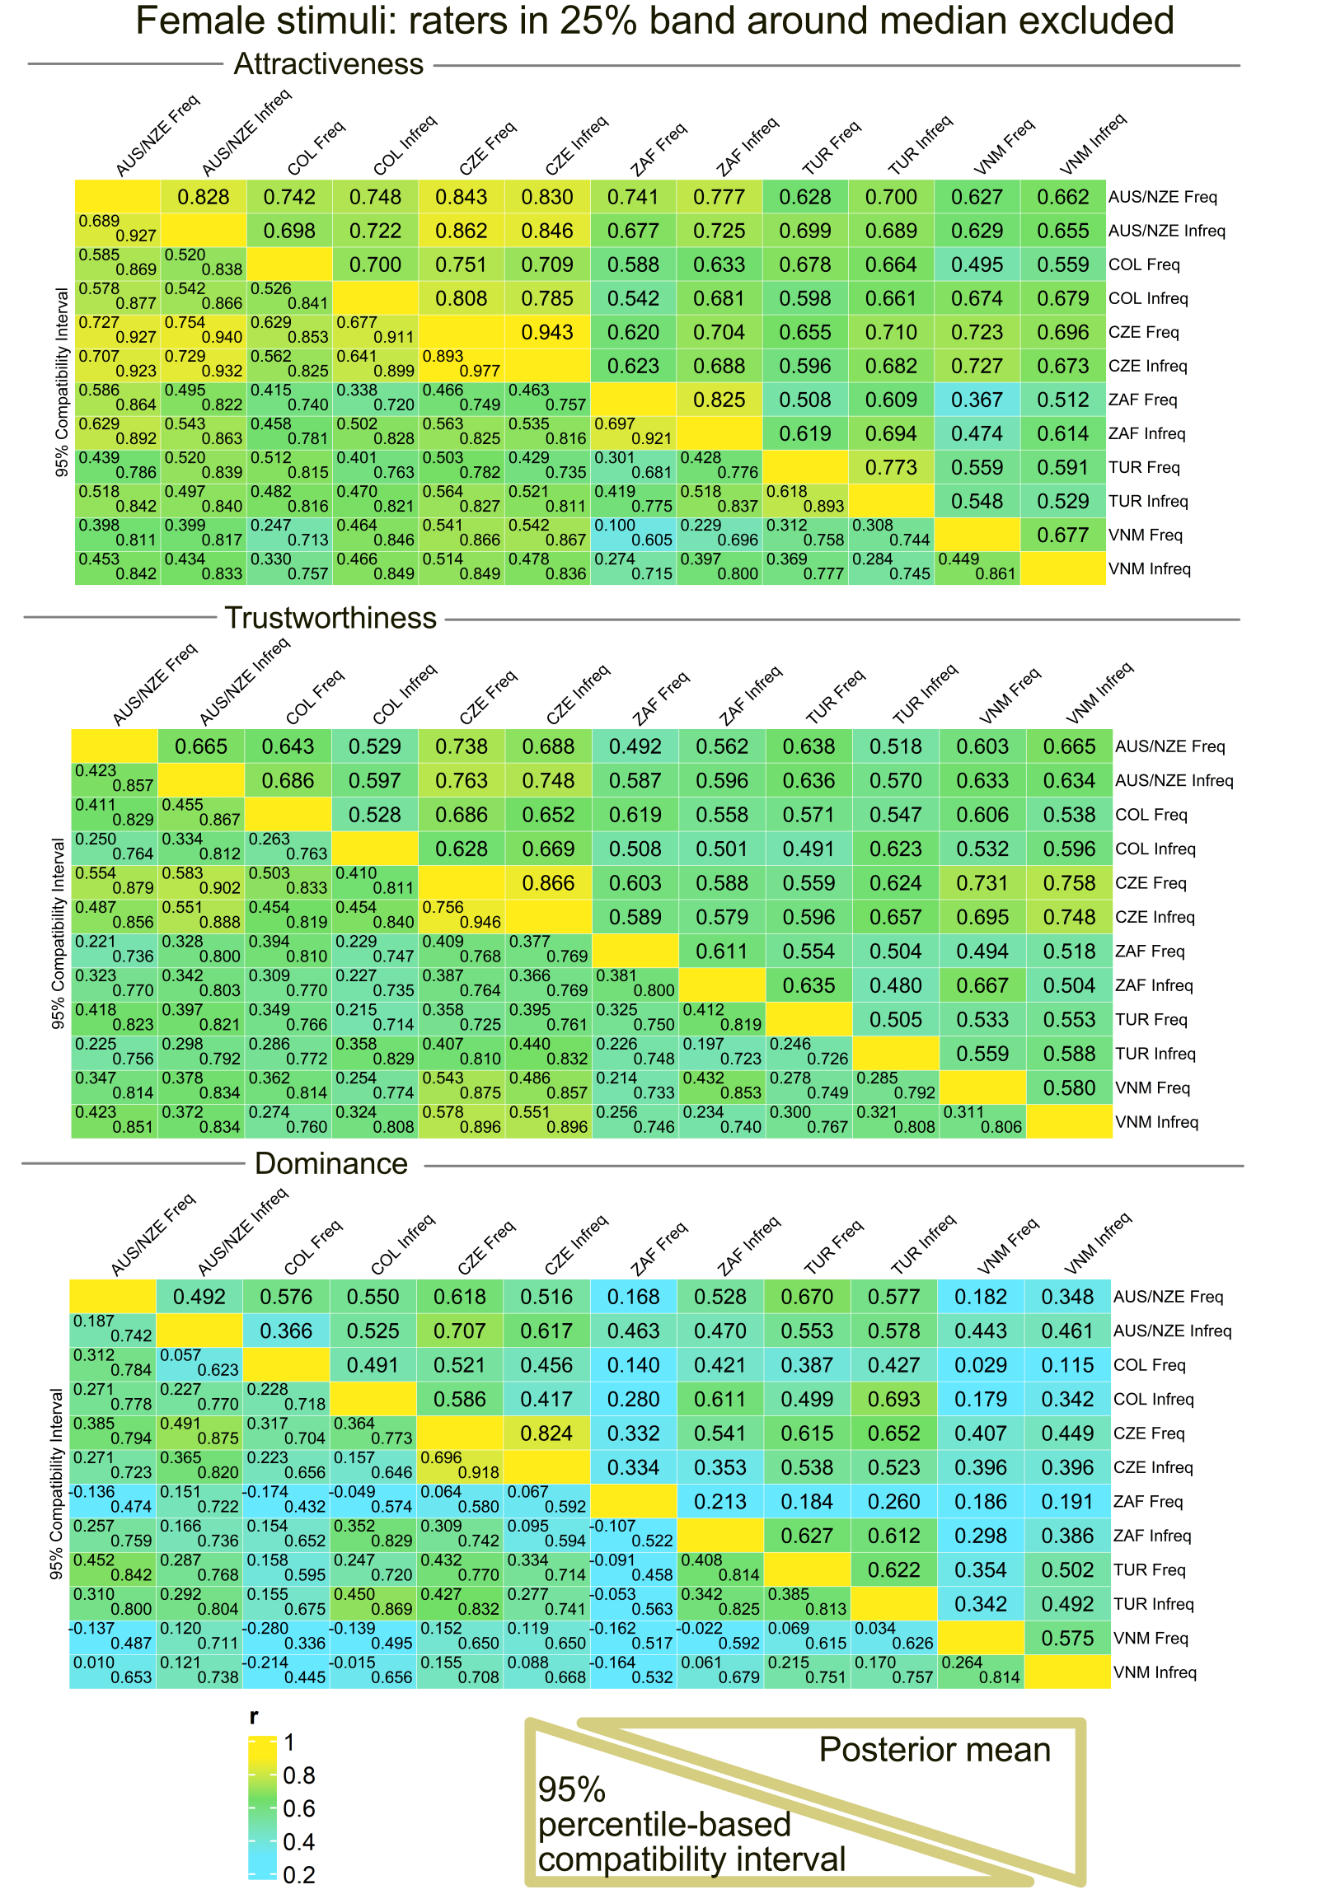 Female stimuli: raters in 25% band around median excluded
Attractiveness
AUS/NZE Freq AUS/NZE Infreq COL Freq COL Infreq CZE Freq CZE Infreq ZAF Freq ZAF Infreq TUR Freq TUR Infreq VNM Freq VNM Infreq
95% Compatibility Interval
0.828 0.742 0.748 0.843 0.830 0.741 0.777 0.628 0.700 0.627 0.662 AUS/NZE Freq
0.689 0.927 0.698 0.722 0.862 0.846 0.677 0.725 0.699 0.689 0.629 0.655 AUS/NZE Infreq
0.585 0.869 0.520 0.838 0.700 0.751 0.709 0.588 0.633 0.678 0.664 0.495 0.559 COL Freq
0.578 0.877 0.542 0.866 0.526 0.841 0.808 0.785 0.542 0.681 0.598 0.661 0.674 0.679 COL Infreq
0.727 0.927 0.754 0.940 0.629 0.853 0.677 0.911 0.943 0.620 0.704 0.655 0.710 0.723 0.696 CZE Freq
0.707 0.923 0.729 0.932 0.562 0.825 0.641 0.899 0.893 0.977 0.623 0.688 0.596 0.682 0.727 0.673 CZE Infreq
0.586 0.864 0.495 0.822 0.415 0.740 0.338 0.720 0.466 0.749 0.463 0.757 0.825 0.508 0.609 0.367 0.512 ZAF Freq
0.629 0.892 0.543 0.863 0.458 0.781 0.502 0.828 0.563 0.825 0.535 0.816 0.697 0.921 0.619 0.694 0.474 0.614 ZAF Infreq
0.439 0.786 0.520 0.839 0.512 0.815 0.401 0.763 0.503 0.782 0.429 0.735 0.301 0.681 0.428 0.776 0.773 0.559 0.591 TUR Freq
0.518 0.842 0.497 0.840 0.482 0.816 0.470 0.821 0.564 0.827 0.521 0.811 0.419 0.775 0.518 0.837 0.618 0.893 0.548 0.529 TUR Infreq
0.398 0.811 0.399 0.817 0.247 0.713 0.464 0.846 0.541 0.866 0.542 0.867 0.100 0.605 0.229 0.696 0.312 0.758 0.308 0.744 0.677 VNM Freq
0.453 0.842 0.434 0.833 0.330 0.757 0.466 0.849 0.514 0.849 0.478 0.836 0.274 0.715 0.397 0.800 0.369 0.777 0.284 0.745 0.449 0.861 VNM Infreq
Trustworthiness
AUS/NZE Freq AUS/NZE Infreq COL Freq COL Infreq CZE Freq CZE Infreq ZAF Freq ZAF Infreq TUR Freq TUR Infreq VNM Freq VNM Infreq
95% Compatibility Interval
0.665 0.643 0.529 0.738 0.688 0.492 0.562 0.638 0.518 0.603 0.665 AUS/NZE Freq
0.423 0.857 0.686 0.597 0.763 0.748 0.587 0.596 0.636 0.570 0.633 0.634 AUS/NZE Infreq
0.411 0.829 0.455 0.867 0.528 0.686 0.652 0.619 0.558 0.571 0.547 0.606 0.538 COL Freq
0.250 0.764 0.334 0.812 0.263 0.763 0.628 0.669 0.508 0.501 0.491 0.623 0.532 0.596 COL Infreq
0.554 0.879 0.583 0.902 0.503 0.833 0.410 0.811 0.866 0.603 0.588 0.559 0.624 0.731 0.758 CZE Freq
0.487 0.856 0.551 0.888 0.454 0.819 0.454 0.840 0.756 0.946 0.589 0.579 0.596 0.657 0.695 0.748 CZE Infreq
0.221 0.736 0.328 0.800 0.394 0.810 0.229 0.747 0.409 0.768 0.377 0.769 0.611 0.554 0.504 0.494 0.518 ZAF Freq
0.323 0.770 0.342 0.803 0.309 0.770 0.227 0.735 0.387 0.764 0.366 0.769 0.381 0.800 0.635 0.480 0.667 0.504 ZAF Infreq
0.418 0.823 0.397 0.821 0.349 0.766 0.215 0.714 0.358 0.725 0.395 0.761 0.325 0.750 0.412 0.819 0.505 0.533 0.553 TUR Freq
0.225 0.756 0.298 0.792 0.286 0.772 0.358 0.829 0.407 0.810 0.440 0.832 0.226 0.748 0.197 0.723 0.246 0.726 0.559 0.588 TUR Infreq
0.347 0.814 0.378 0.834 0.362 0.814 0.254 0.774 0.543 0.875 0.486 0.857 0.214 0.733 0.432 0.853 0.278 0.749 0.285 0.792 0.580 VNM Freq
0.423 0.851 0.372 0.834 0.274 0.760 0.324 0.808 0.578 0.896 0.551 0.896 0.256 0.746 0.234 0.740 0.300 0.767 0.321 0.808 0.311 0.806 VNM Infreq
Dominance
AUS/NZE Freq AUS/NZE Infreq COL Freq COL Infreq CZE Freq CZE Infreq ZAF Freq ZAF Infreq TUR Freq TUR Infreq VNM Freq VNM Infreq
95% Compatibility Interval
0.492 0.576 0.550 0.618 0.516 0.168 0.528 0.670 0.577 0.182 0.348 AUS/NZE Freq
0.187 0.742 0.366 0.525 0.707 0.617 0.463 0.470 0.553 0.578 0.443 0.461 AUS/NZE Infreq
0.312 0.784 0.057 0.623 0.491 0.521 0.456 0.140 0.421 0.387 0.427 0.029 0.115 COL Freq
0.271 0.778 0.227 0.770 0.228 0.718 0.586 0.417 0.280 0.611 0.499 0.693 0.179 0.342 COL Infreq
0.385 0.794 0.491 0.875 0.317 0.704 0.364 0.773 0.824 0.332 0.541 0.615 0.652 0.407 0.449 CZE Freq
0.271 0.723 0.365 0.820 0.223 0.656 0.157 0.646 0.696 0.918 0.334 0.353 0.538 0.523 0.396 0.396 CZE Infreq
-0.136 0.474 0.151 0.722 -0.174 0.432 -0.049 0.574 0.064 0.580 0.067 0.592 0.213 0.184 0.260 0.186 0.191 ZAF Freq
0.257 0.759 0.166 0.736 0.154 0.652 0.352 0.829 0.309 0.742 0.095 0.594 -0.107 0.522 0.627 0.612 0.298 0.386 ZAF Infreq
0.452 0.842 0.287 0.768 0.158 0.595 0.247 0.720 0.432 0.770 0.334 0.714 -0.091 0.458 0.408 0.814 0.622 0.354 0.502 TUR Freq
0.310 0.800 0.292 0.804 0.155 0.675 0.450 0.869 0.427 0.832 0.277 0.741 -0.053 0.563 0.342 0.825 0.385 0.813 0.342 0.492 TUR Infreq
-0.137 0.487 0.120 0.711 -0.280 0.336 -0.139 0.495 0.152 0.650 0.119 0.650 -0.162 0.517 -0.022 0.592 0.069 0.615 0.034 0.626 0.575 VNM Freq
0.010 0.653 0.121 0.738 -0.214 0.445 -0.015 0.656 0.155 0.708 0.088 0.668 -0.164 0.532 0.061 0.679 0.215 0.751 0.170 0.757 0.264 0.814 VNM Infreq
r
1
0.8
0.6
0.4
0.2
Posterior mean
95%
percentile-based
compatibility interval